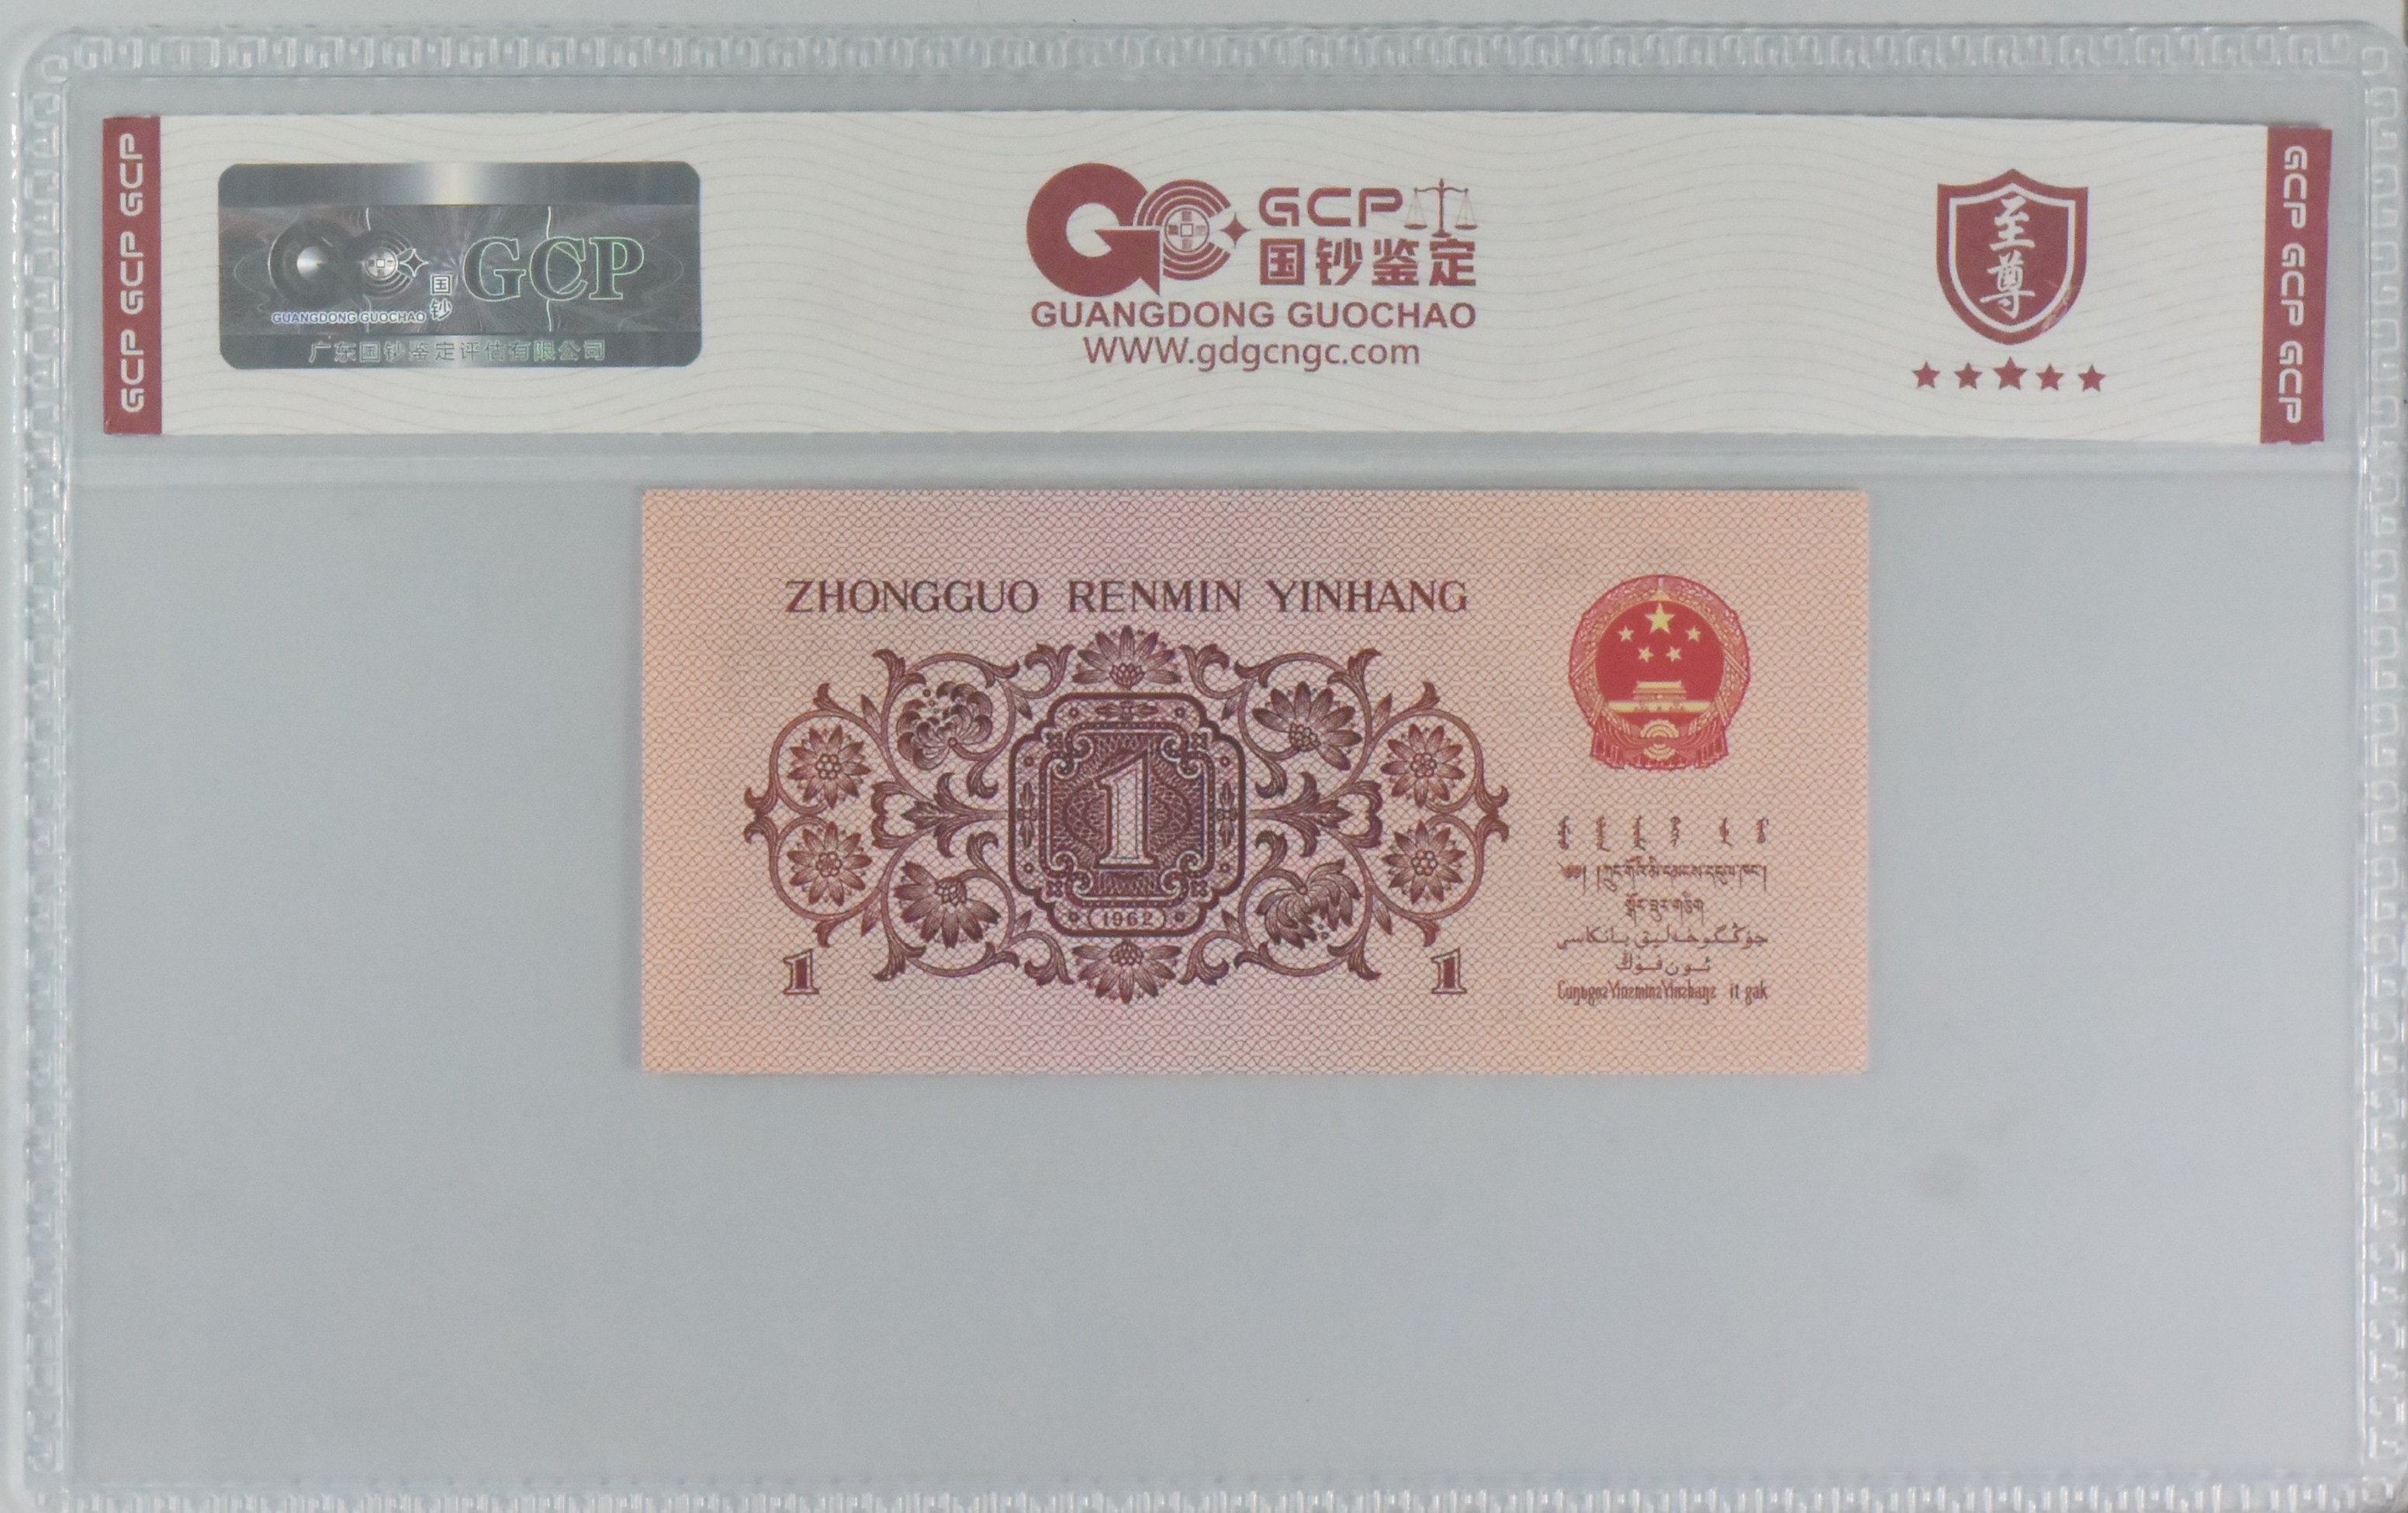 GCP GCP GCP
国
钞
GCP
GUANGDONG GUOCHAO
广东国钞鉴定评估有限公司
GCP
国钞鉴定
GUANGDONG GUOCHAO
WWW.gdgcngc.com
至
尊
GCP GCP GCP
ZHONGGUO RENMIN YINHANG
1
1962
1
1